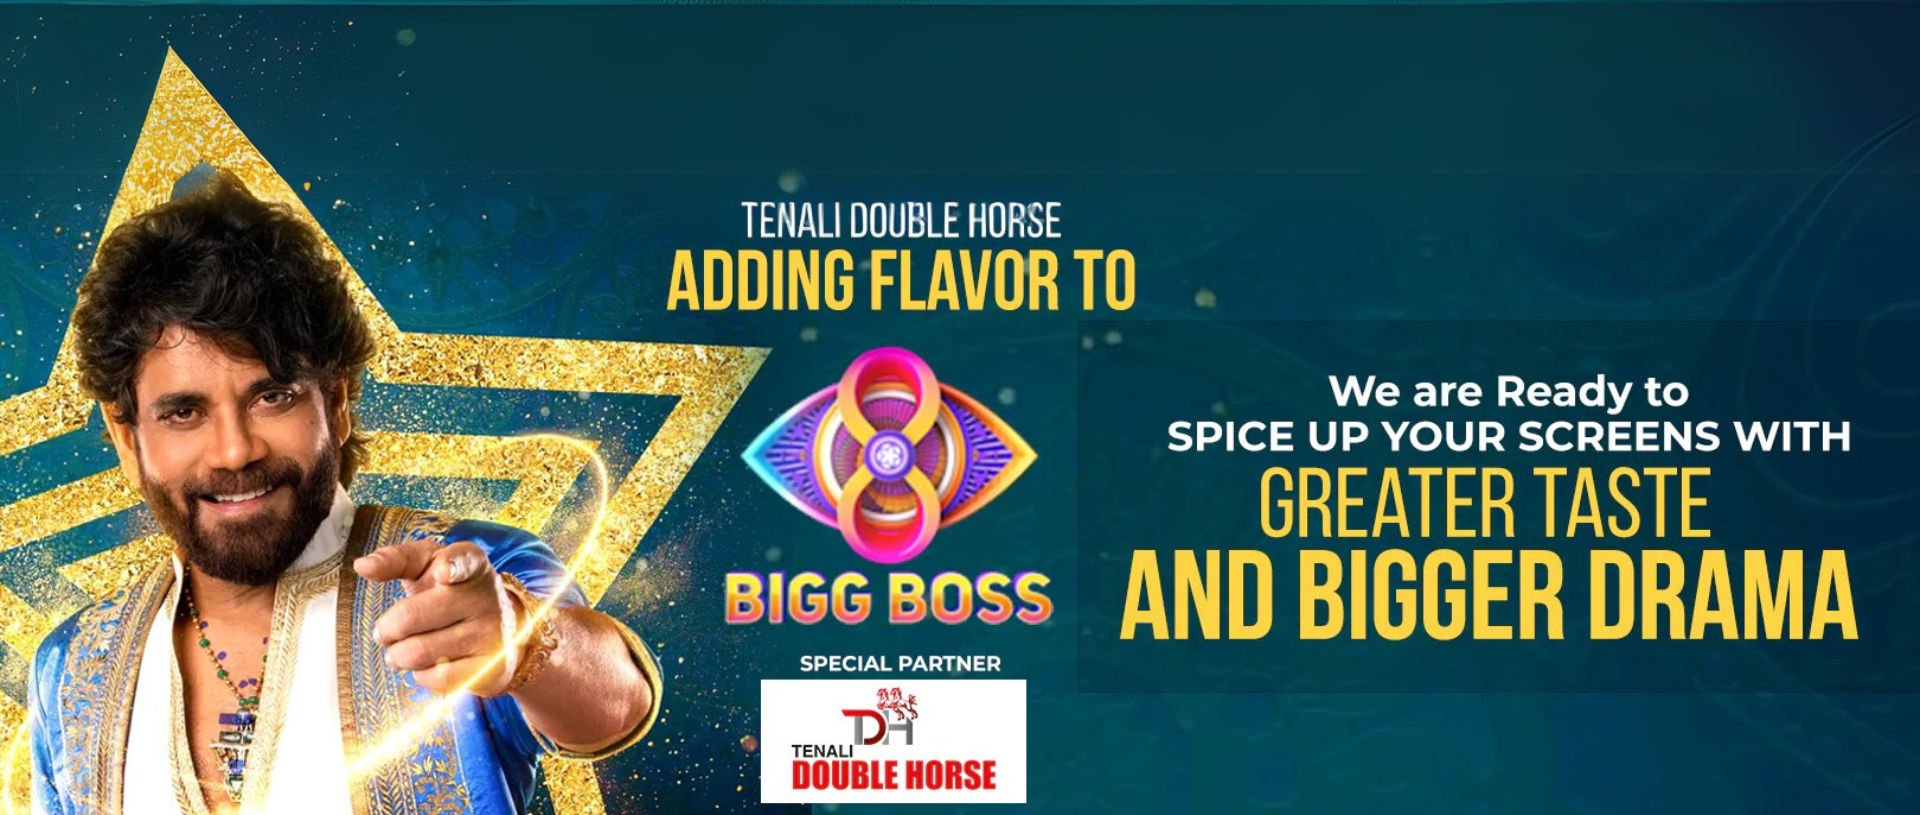 TENALI DOUBLE HORSE
ADDING FLAVOR TO
8
BIGG BOSS
SPECIAL PARTNER
TDH
TENALI
DOUBLE HORSE
We are Ready to
SPICE UP YOUR SCREENS WITH
GREATER TASTE
AND BIGGER DRAMA